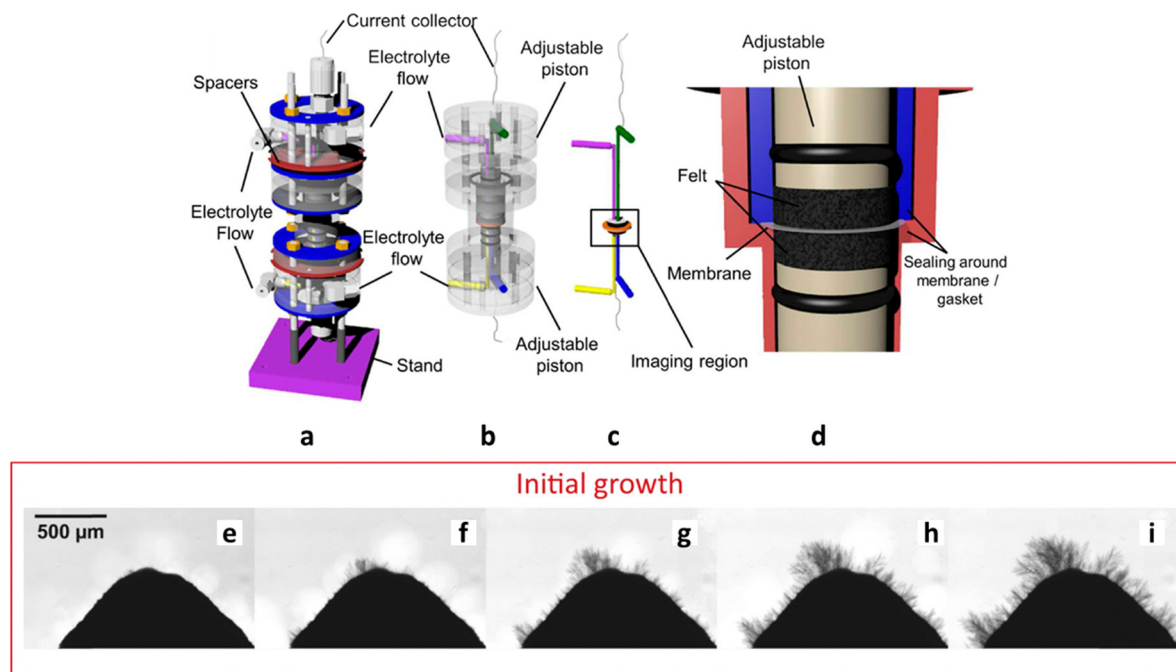 Current collector
Electrolyte
flow
Spacers
Adjustable
piston
Electrolyte
Flow
Electrolyte
flow
Stand
Adjustable
piston
Imaging region
Adjustable
piston
Felt
Membrane
Sealing around
membrane /
gasket
a
b
c
d
Initial growth
500 μm
e
f
g
h
i